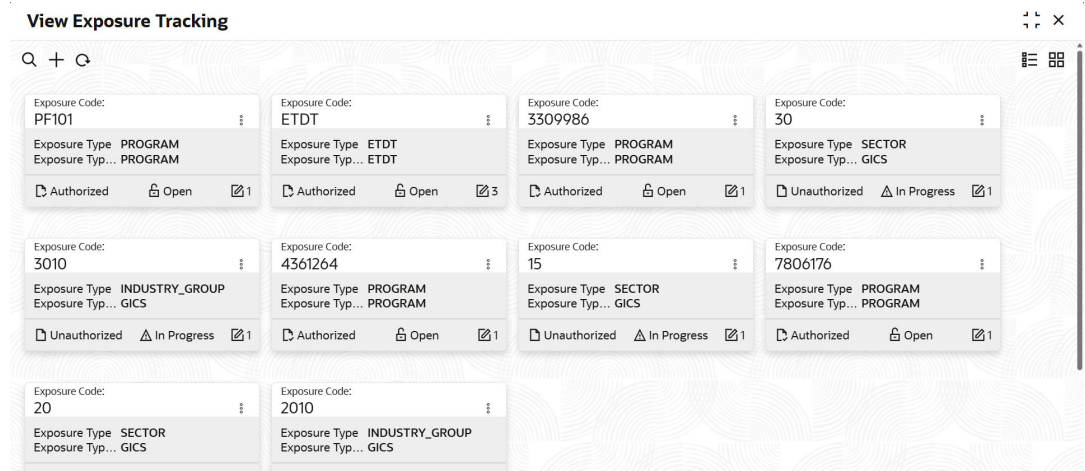 View Exposure Tracking
Exposure Code:
PF101
Exposure Type PROGRAM
Exposure Typ... PROGRAM
Authorized Open 1
Exposure Code:
ETDT
Exposure Type ETDT
Exposure Typ... ETDT
Authorized Open 3
Exposure Code:
3309986
Exposure Type PROGRAM
Exposure Typ... PROGRAM
Authorized Open 1
Exposure Code:
30
Exposure Type SECTOR
Exposure Typ... GICS
Unauthorized In Progress 1
Exposure Code:
3010
Exposure Type INDUSTRY_GROUP
Exposure Typ... GICS
Unauthorized In Progress 1
Exposure Code:
4361264
Exposure Type PROGRAM
Exposure Typ... PROGRAM
Authorized Open 1
Exposure Code:
15
Exposure Type SECTOR
Exposure Typ... GICS
Unauthorized In Progress 1
Exposure Code:
7806176
Exposure Type PROGRAM
Exposure Typ... PROGRAM
Authorized Open 1
Exposure Code:
20
Exposure Type SECTOR
Exposure Typ... GICS
Exposure Code:
2010
Exposure Type INDUSTRY_GROUP
Exposure Typ... GICS